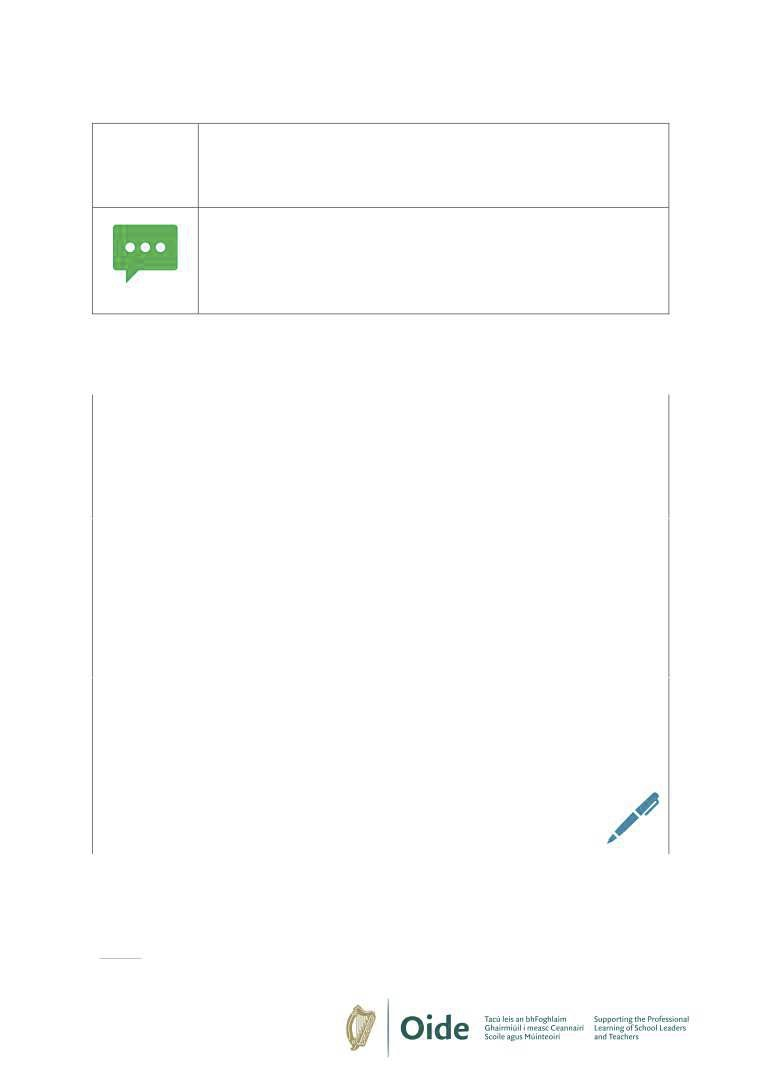 Oide
Tacú leis an bhFoghlaim
Ghairmiúil i measc Ceannairí
Scoile agus Múinteoirí
Supporting the Professional
Learning of School Leaders
and Teachers